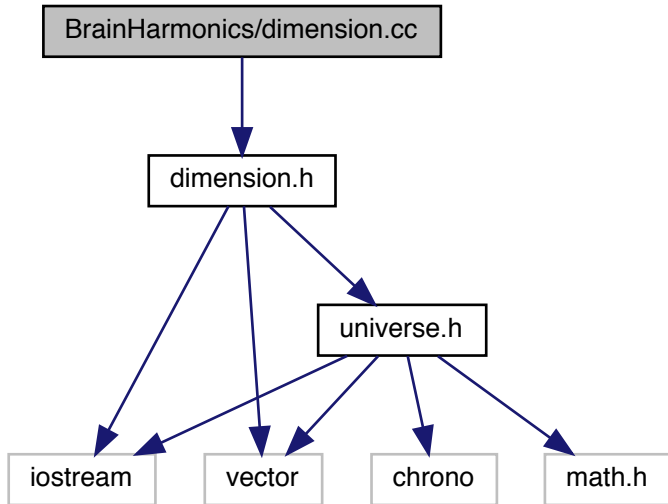 BrainHarmonics/dimension.cc
dimension.h
universe.h
iostream
vector
chrono
math.h